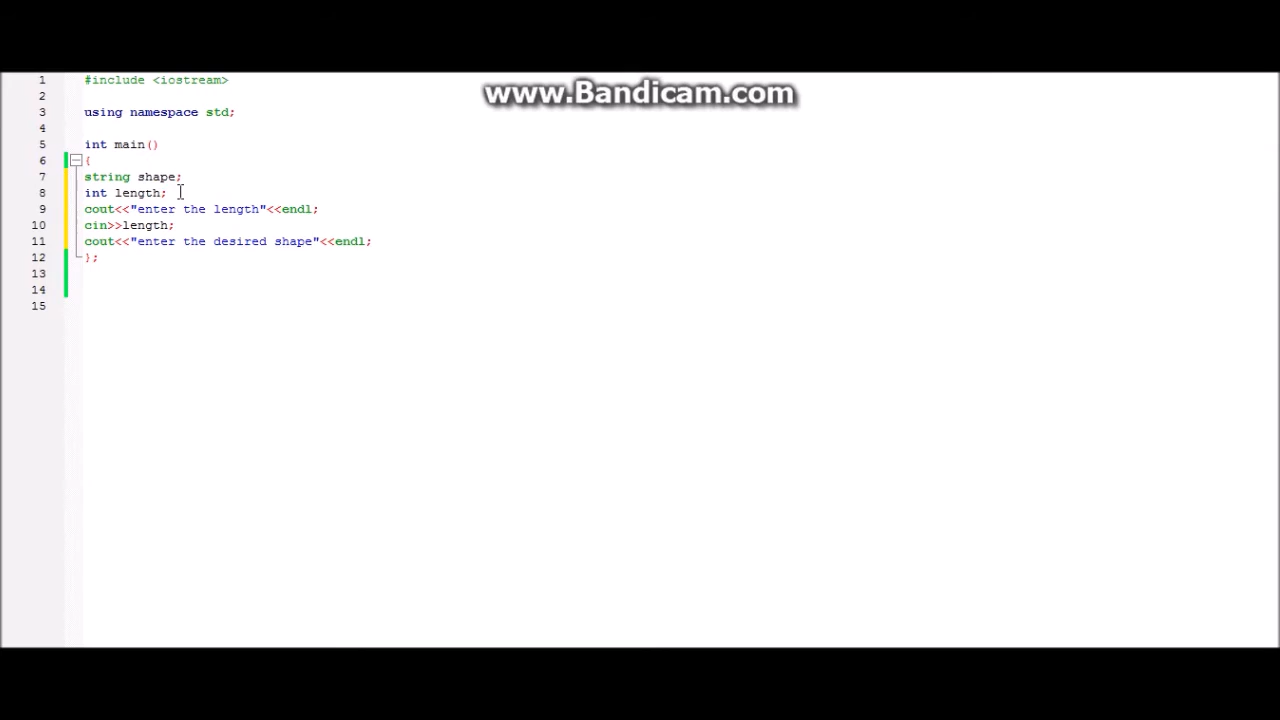 www.Bandicam.com
1 #include <iostream>
2
3 using namespace std;
4
5 int main()
6 {
7 string shape;
8 int length;
9 cout<<"enter the length"<<endl;
10 cin>>length;
11 cout<<"enter the desired shape"<<endl;
12 };
13
14
15